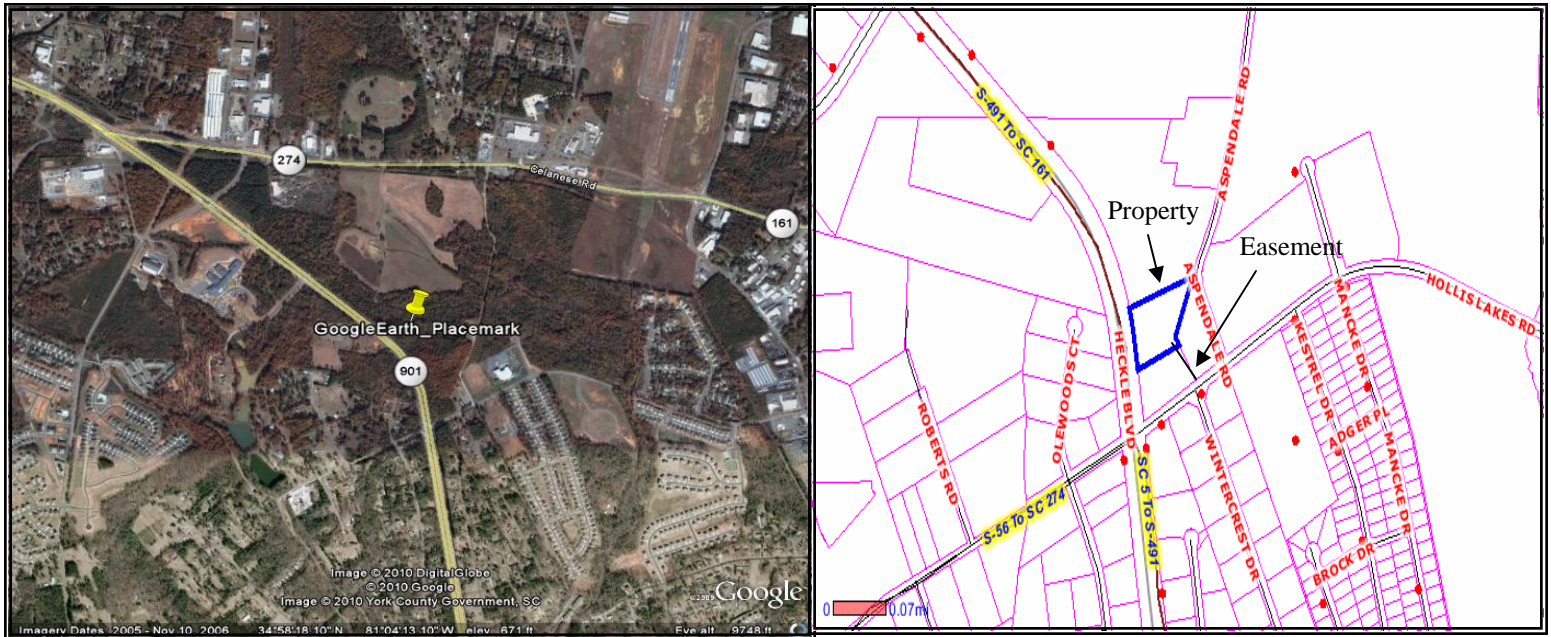 274
Celanese Rd
161
GoogleEarth_Placemark
901
Image © 2010 DigitalGlobe
© 2010 Google
Image © 2010 York County Government, SC
©2009 Google
Imagery Dates: 2005 - Nov 10, 2006 34°58'18.10" N 81°04'13.10" W elev 671 ft Eye alt 9748 ft
S-491 To SC 161
ASPENDALE RD
Property
Easement
ASPENDALE RD
HOLLIS LAKES RD
MANCKE DR
KESTREL DR
HECKLE BLVD
OLEWOODS CT
ROBERTS RD
ADGER PL
MANCKE DR
WINTERCREST DR
SC 5 To S-491
S-56 To SC 274
BROCK DR
0 0.07mi